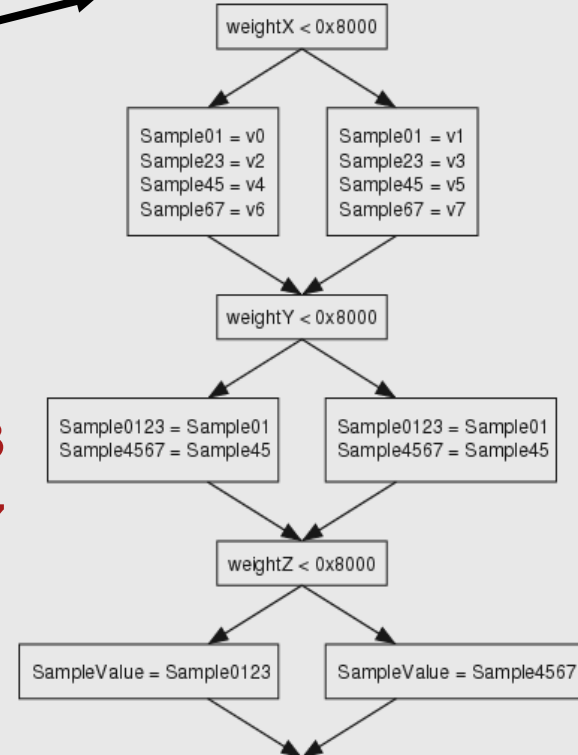 weightX < 0x8000
Sample01 = v0
Sample23 = v2
Sample45 = v4
Sample67 = v6
Sample01 = v1
Sample23 = v3
Sample45 = v5
Sample67 = v7
weightY < 0x8000
Sample0123 = Sample01
Sample4567 = Sample45
Sample0123 = Sample01
Sample4567 = Sample45
weightZ < 0x8000
SampleValue = Sample0123
SampleValue = Sample4567